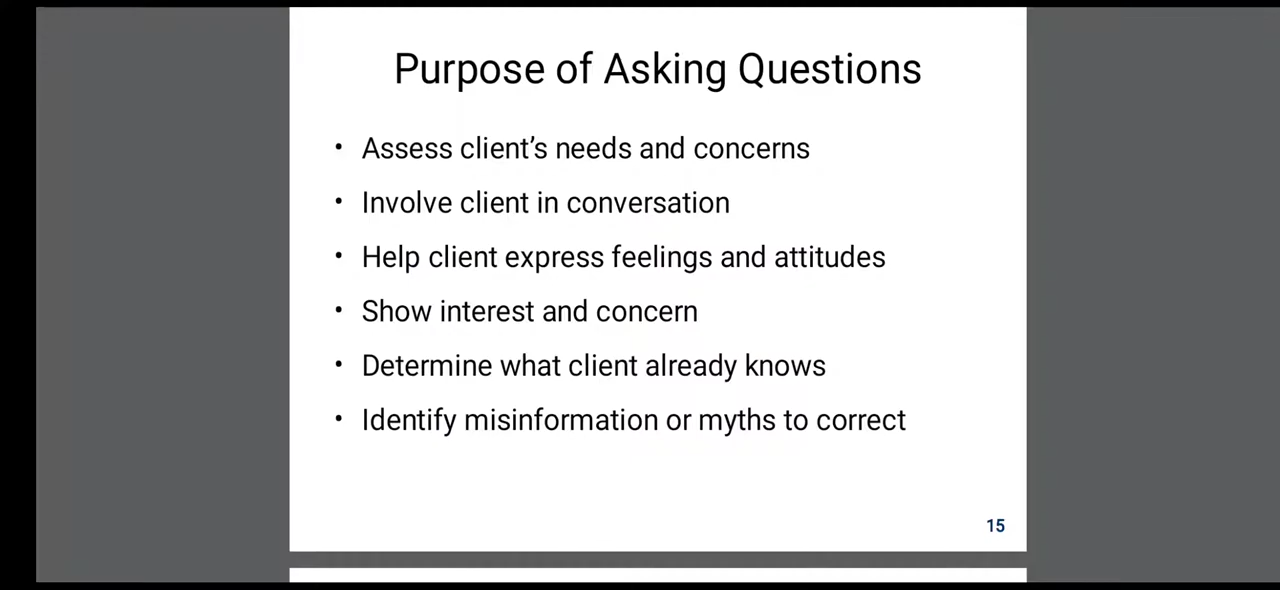 Purpose of Asking Questions
• Assess client’s needs and concerns
• Involve client in conversation
• Help client express feelings and attitudes
• Show interest and concern
• Determine what client already knows
• Identify misinformation or myths to correct
15